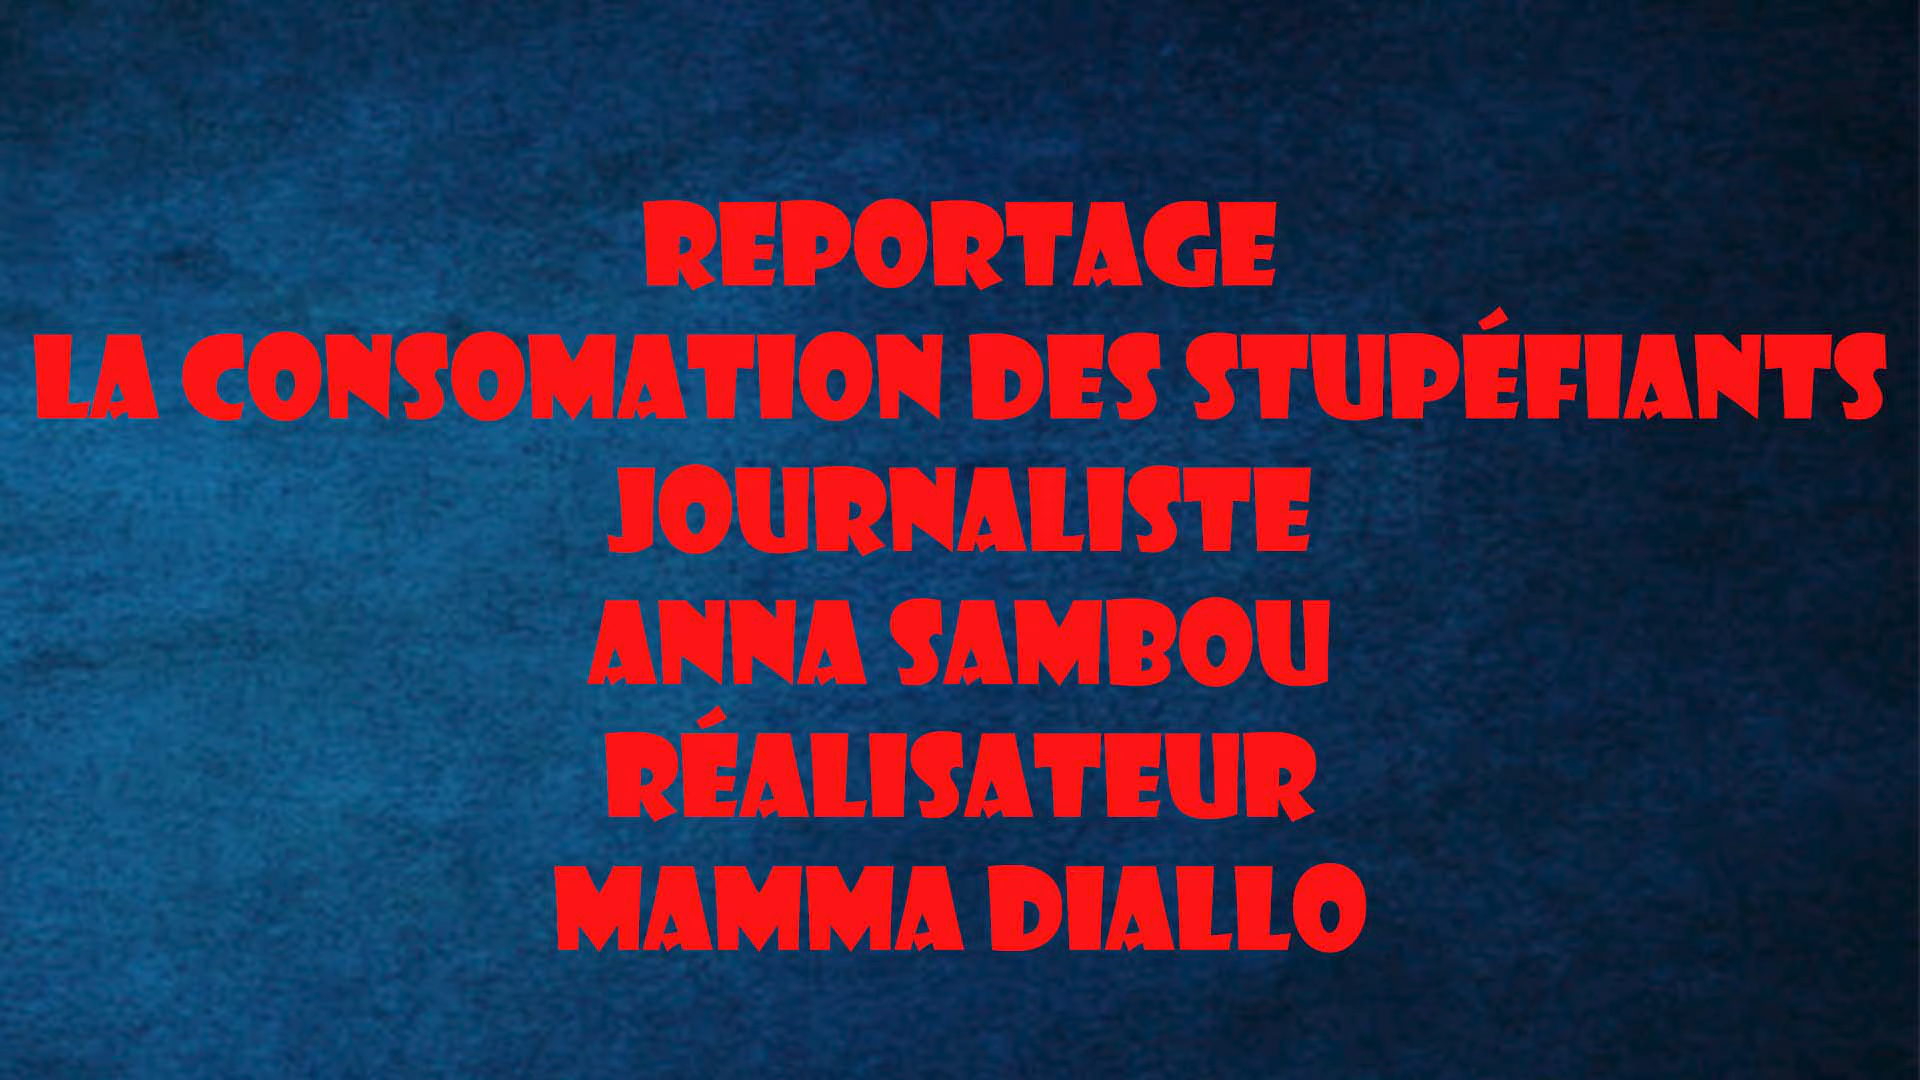 REPORTAGE
LA CONSOMATION DES STUPÉFIANTS
JOURNALISTE
ANNA SAMBOU
RÉALISATEUR
MAMMA DIALLO